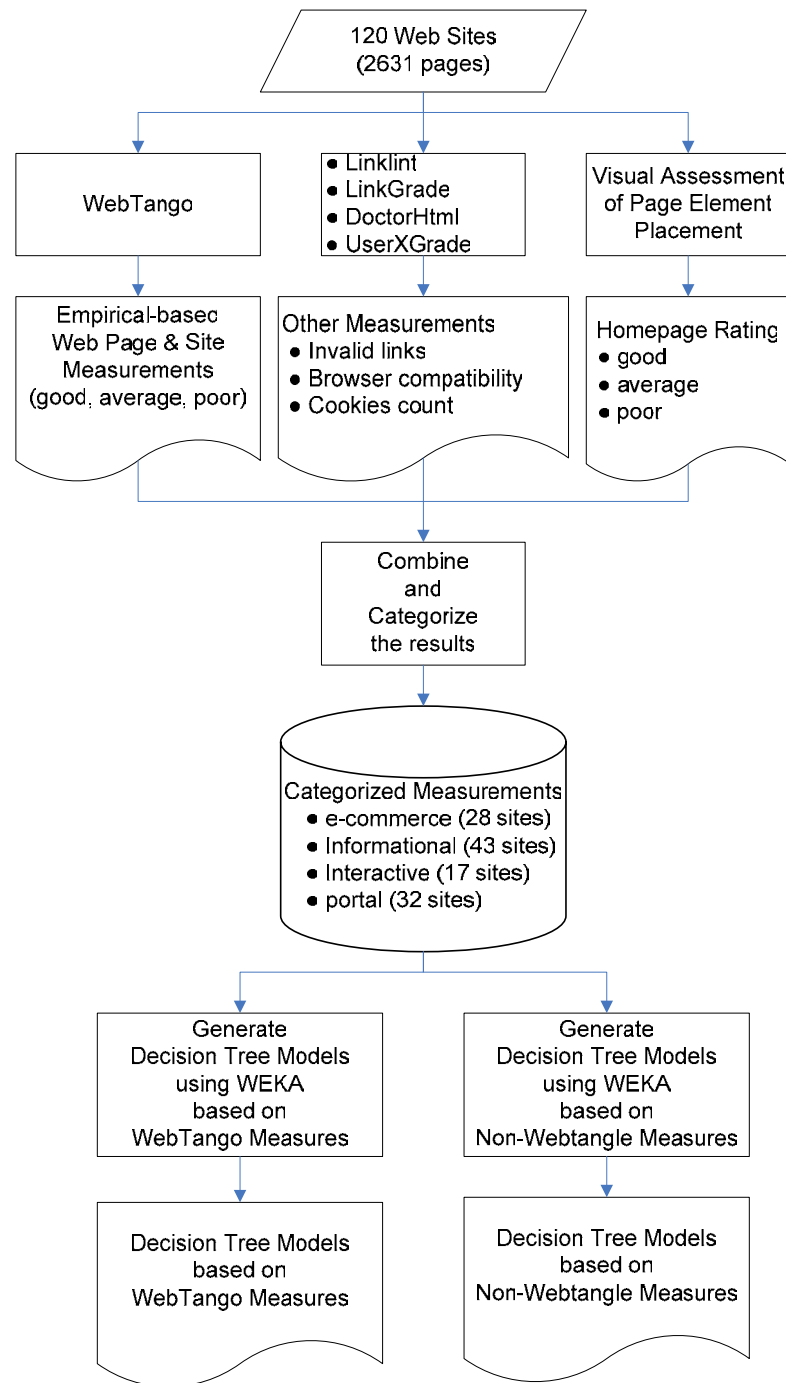 120 Web Sites
(2631 pages)
WebTango
● Linklint
● LinkGrade
● DoctorHtml
● UserXGrade
Visual Assessment
of Page Element
Placement
Empirical-based
Web Page & Site
Measurements
(good, average, poor)
Other Measurements
● Invalid links
● Browser compatibility
● Cookies count
Homepage Rating
● good
● average
● poor
Combine
and
Categorize
the results
Categorized Measurements
● e-commerce (28 sites)
● Informational (43 sites)
● Interactive (17 sites)
● portal (32 sites)
Generate
Decision Tree Models
using WEKA
based on
WebTango Measures
Generate
Decision Tree Models
using WEKA
based on
Non-Webtangle Measures
Decision Tree Models
based on
WebTango Measures
Decision Tree Models
based on
Non-Webtangle Measures